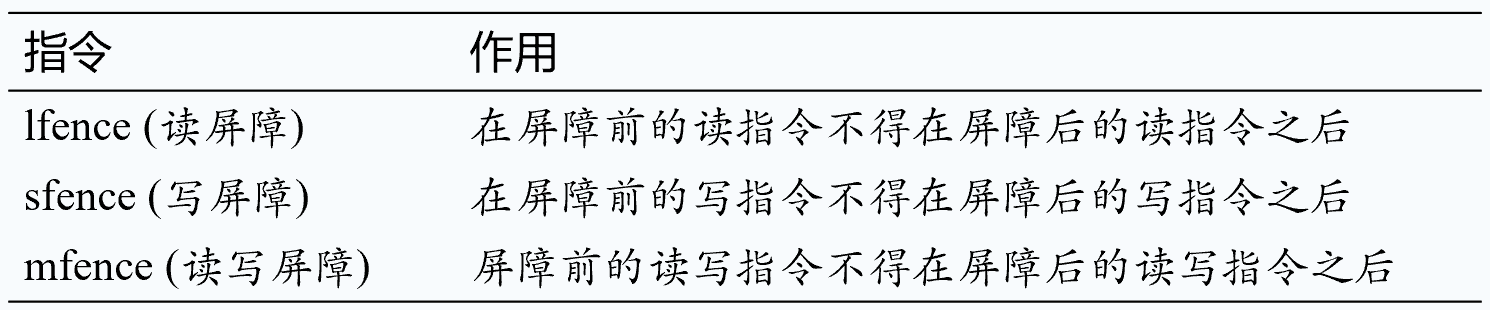 指令 作用
lfence (读屏障) 在屏障前的读指令不得在屏障后的读指令之后
sfence (写屏障) 在屏障前的写指令不得在屏障后的写指令之后
mfence (读写屏障) 屏障前的读写指令不得在屏障后的读写指令之后